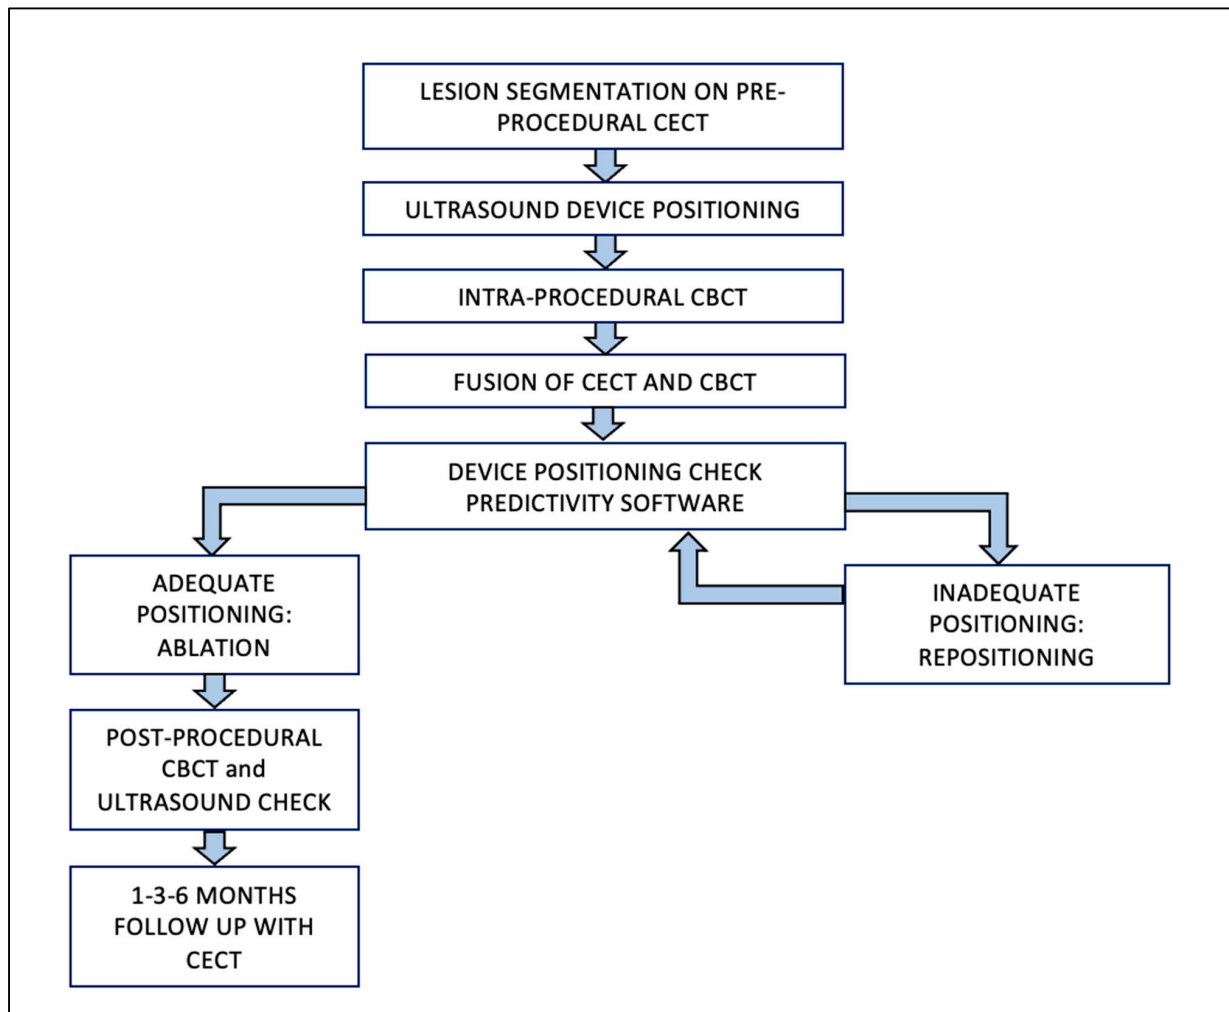 LESION SEGMENTATION ON PRE-
PROCEDURAL CECT
ULTRASOUND DEVICE POSITIONING
INTRA-PROCEDURAL CBCT
FUSION OF CECT AND CBCT
DEVICE POSITIONING CHECK
PREDICTIVITY SOFTWARE
ADEQUATE
POSITIONING:
ABLATION
INADEQUATE
POSITIONING:
REPOSITIONING
POST-PROCEDURAL
CBCT and
ULTRASOUND CHECK
1-3-6 MONTHS
FOLLOW UP WITH
CECT